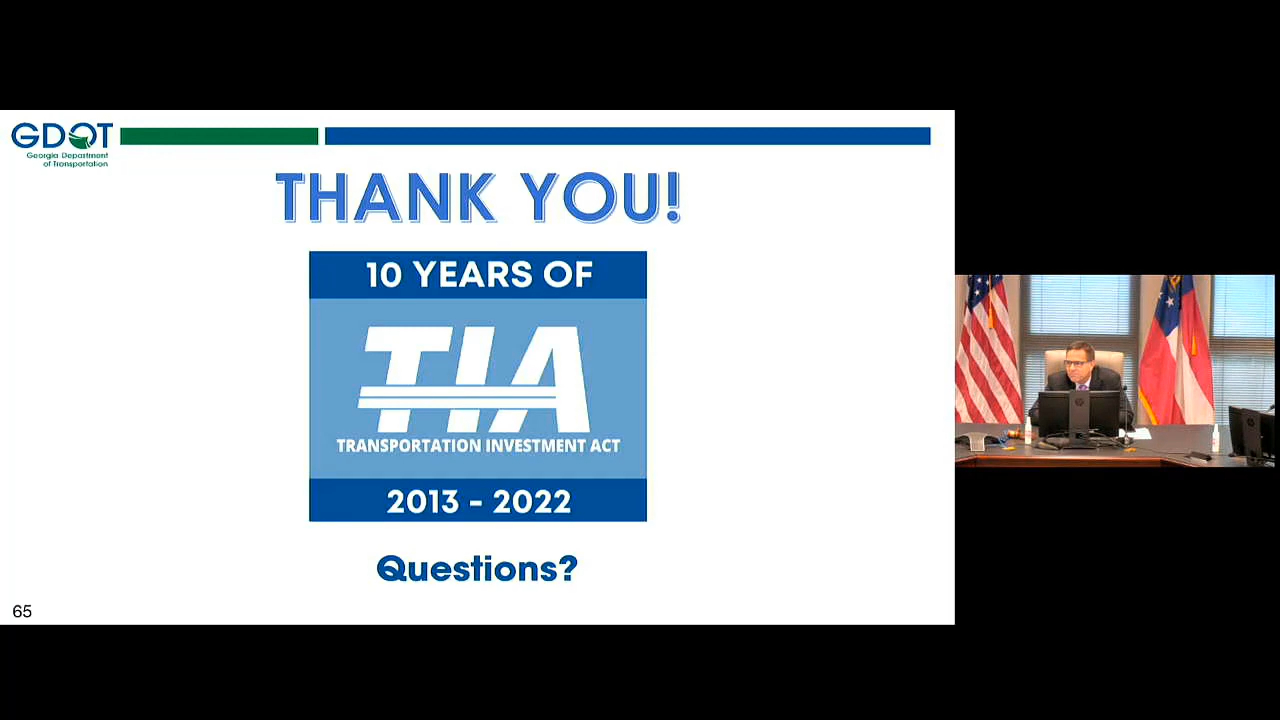 GDOT
Georgia Department
of Transportation
THANK YOU!
10 YEARS OF
TIA
TRANSPORTATION INVESTMENT ACT
2013 - 2022
Questions?
65